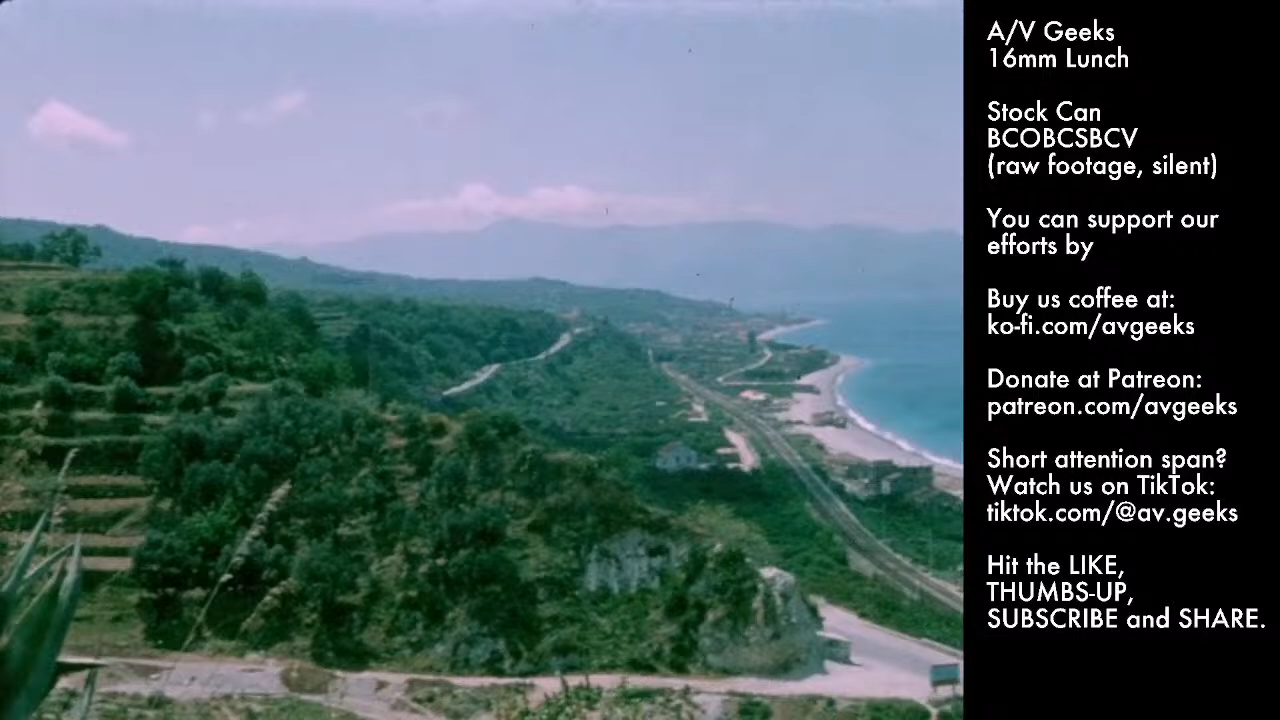 A/V Geeks
16mm Lunch
Stock Can
BCOBCSBCV
(raw footage, silent)
You can support our
efforts by
Buy us coffee at:
ko-fi.com/avgeeks
Donate at Patreon:
patreon.com/avgeeks
Short attention span?
Watch us on TikTok:
tiktok.com/@av.geeks
Hit the LIKE,
THUMBS-UP,
SUBSCRIBE and SHARE.